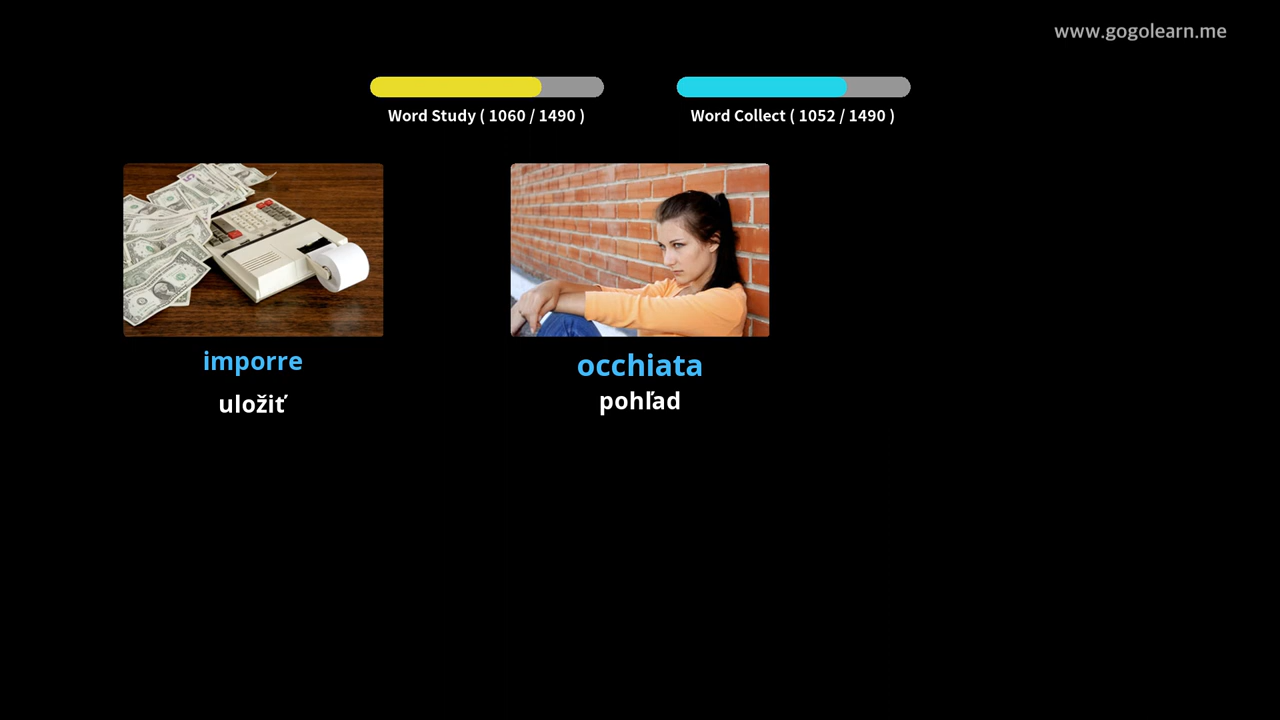 www.gogolearn.me
Word Study ( 1060 / 1490 )
Word Collect ( 1052 / 1490 )
imporre
uložiť
occhiata
pohľad